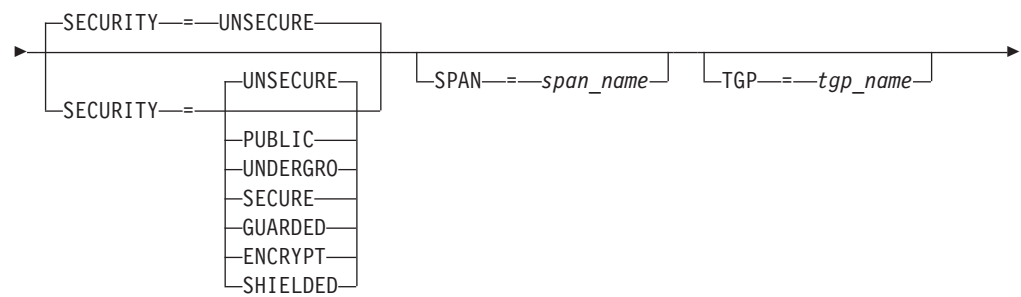 SECURITY = UNSECURE
UNSECURE
SPAN = span_name
TGP = tgp_name
SECURITY =
PUBLIC
UNDERGRO
SECURE
GUARDED
ENCRYPT
SHIELDED